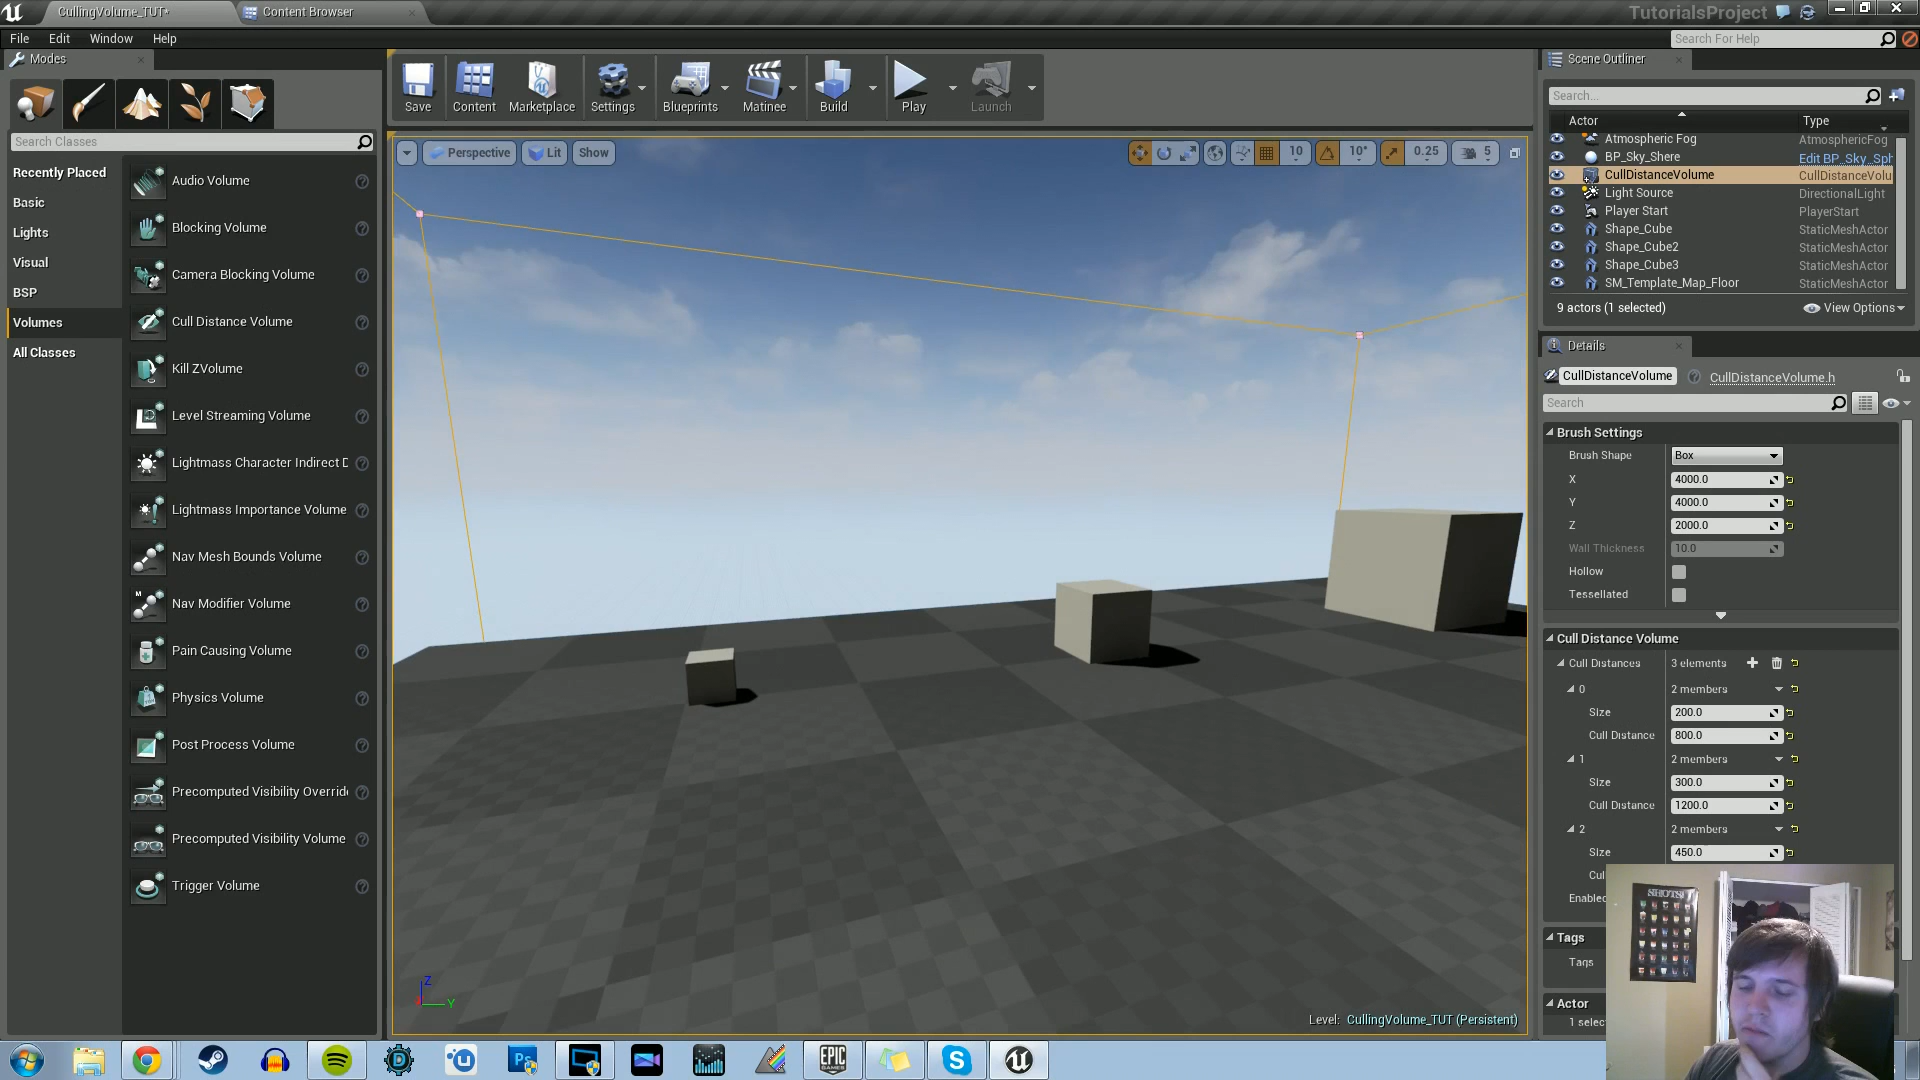 CullingVolume_TUT*
Content Browser
TutorialsProject
File Edit Window Help
Search For Help
Modes
Search Classes
Recently Placed
Basic
Lights
Visual
BSP
Volumes
All Classes
Audio Volume
Blocking Volume
Camera Blocking Volume
Cull Distance Volume
Kill ZVolume
Level Streaming Volume
Lightmass Character Indirect D
Lightmass Importance Volume
Nav Mesh Bounds Volume
Nav Modifier Volume
Pain Causing Volume
Physics Volume
Post Process Volume
Precomputed Visibility Override
Precomputed Visibility Volume
Trigger Volume
Save Content Marketplace Settings Blueprints Matinee Build Play Launch
Perspective Lit Show
10 10° 0.25 5
Z
Y
Level: CullingVolume_TUT (Persistent)
Scene Outliner
Search...
Actor Type
Atmospheric Fog AtmosphericFog
BP_Sky_Shere Edit BP_Sky_Sph
CullDistanceVolume CullDistanceVolu
Light Source DirectionalLight
Player Start PlayerStart
Shape_Cube StaticMeshActor
Shape_Cube2 StaticMeshActor
Shape_Cube3 StaticMeshActor
SM_Template_Map_Floor StaticMeshActor
9 actors (1 selected) View Options
Details
CullDistanceVolume CullDistanceVolume.h
Search
Brush Settings
Brush Shape Box
X 4000.0
Y 4000.0
Z 2000.0
Wall Thickness 10.0
Hollow
Tessellated
Cull Distance Volume
Cull Distances 3 elements
0 2 members
Size 200.0
Cull Distance 800.0
1 2 members
Size 300.0
Cull Distance 1200.0
2 2 members
Size 450.0
Cu
Enabled
Tags
Tags
Actor
1 selec
SHOTS!
EPIC GAMES
Ps